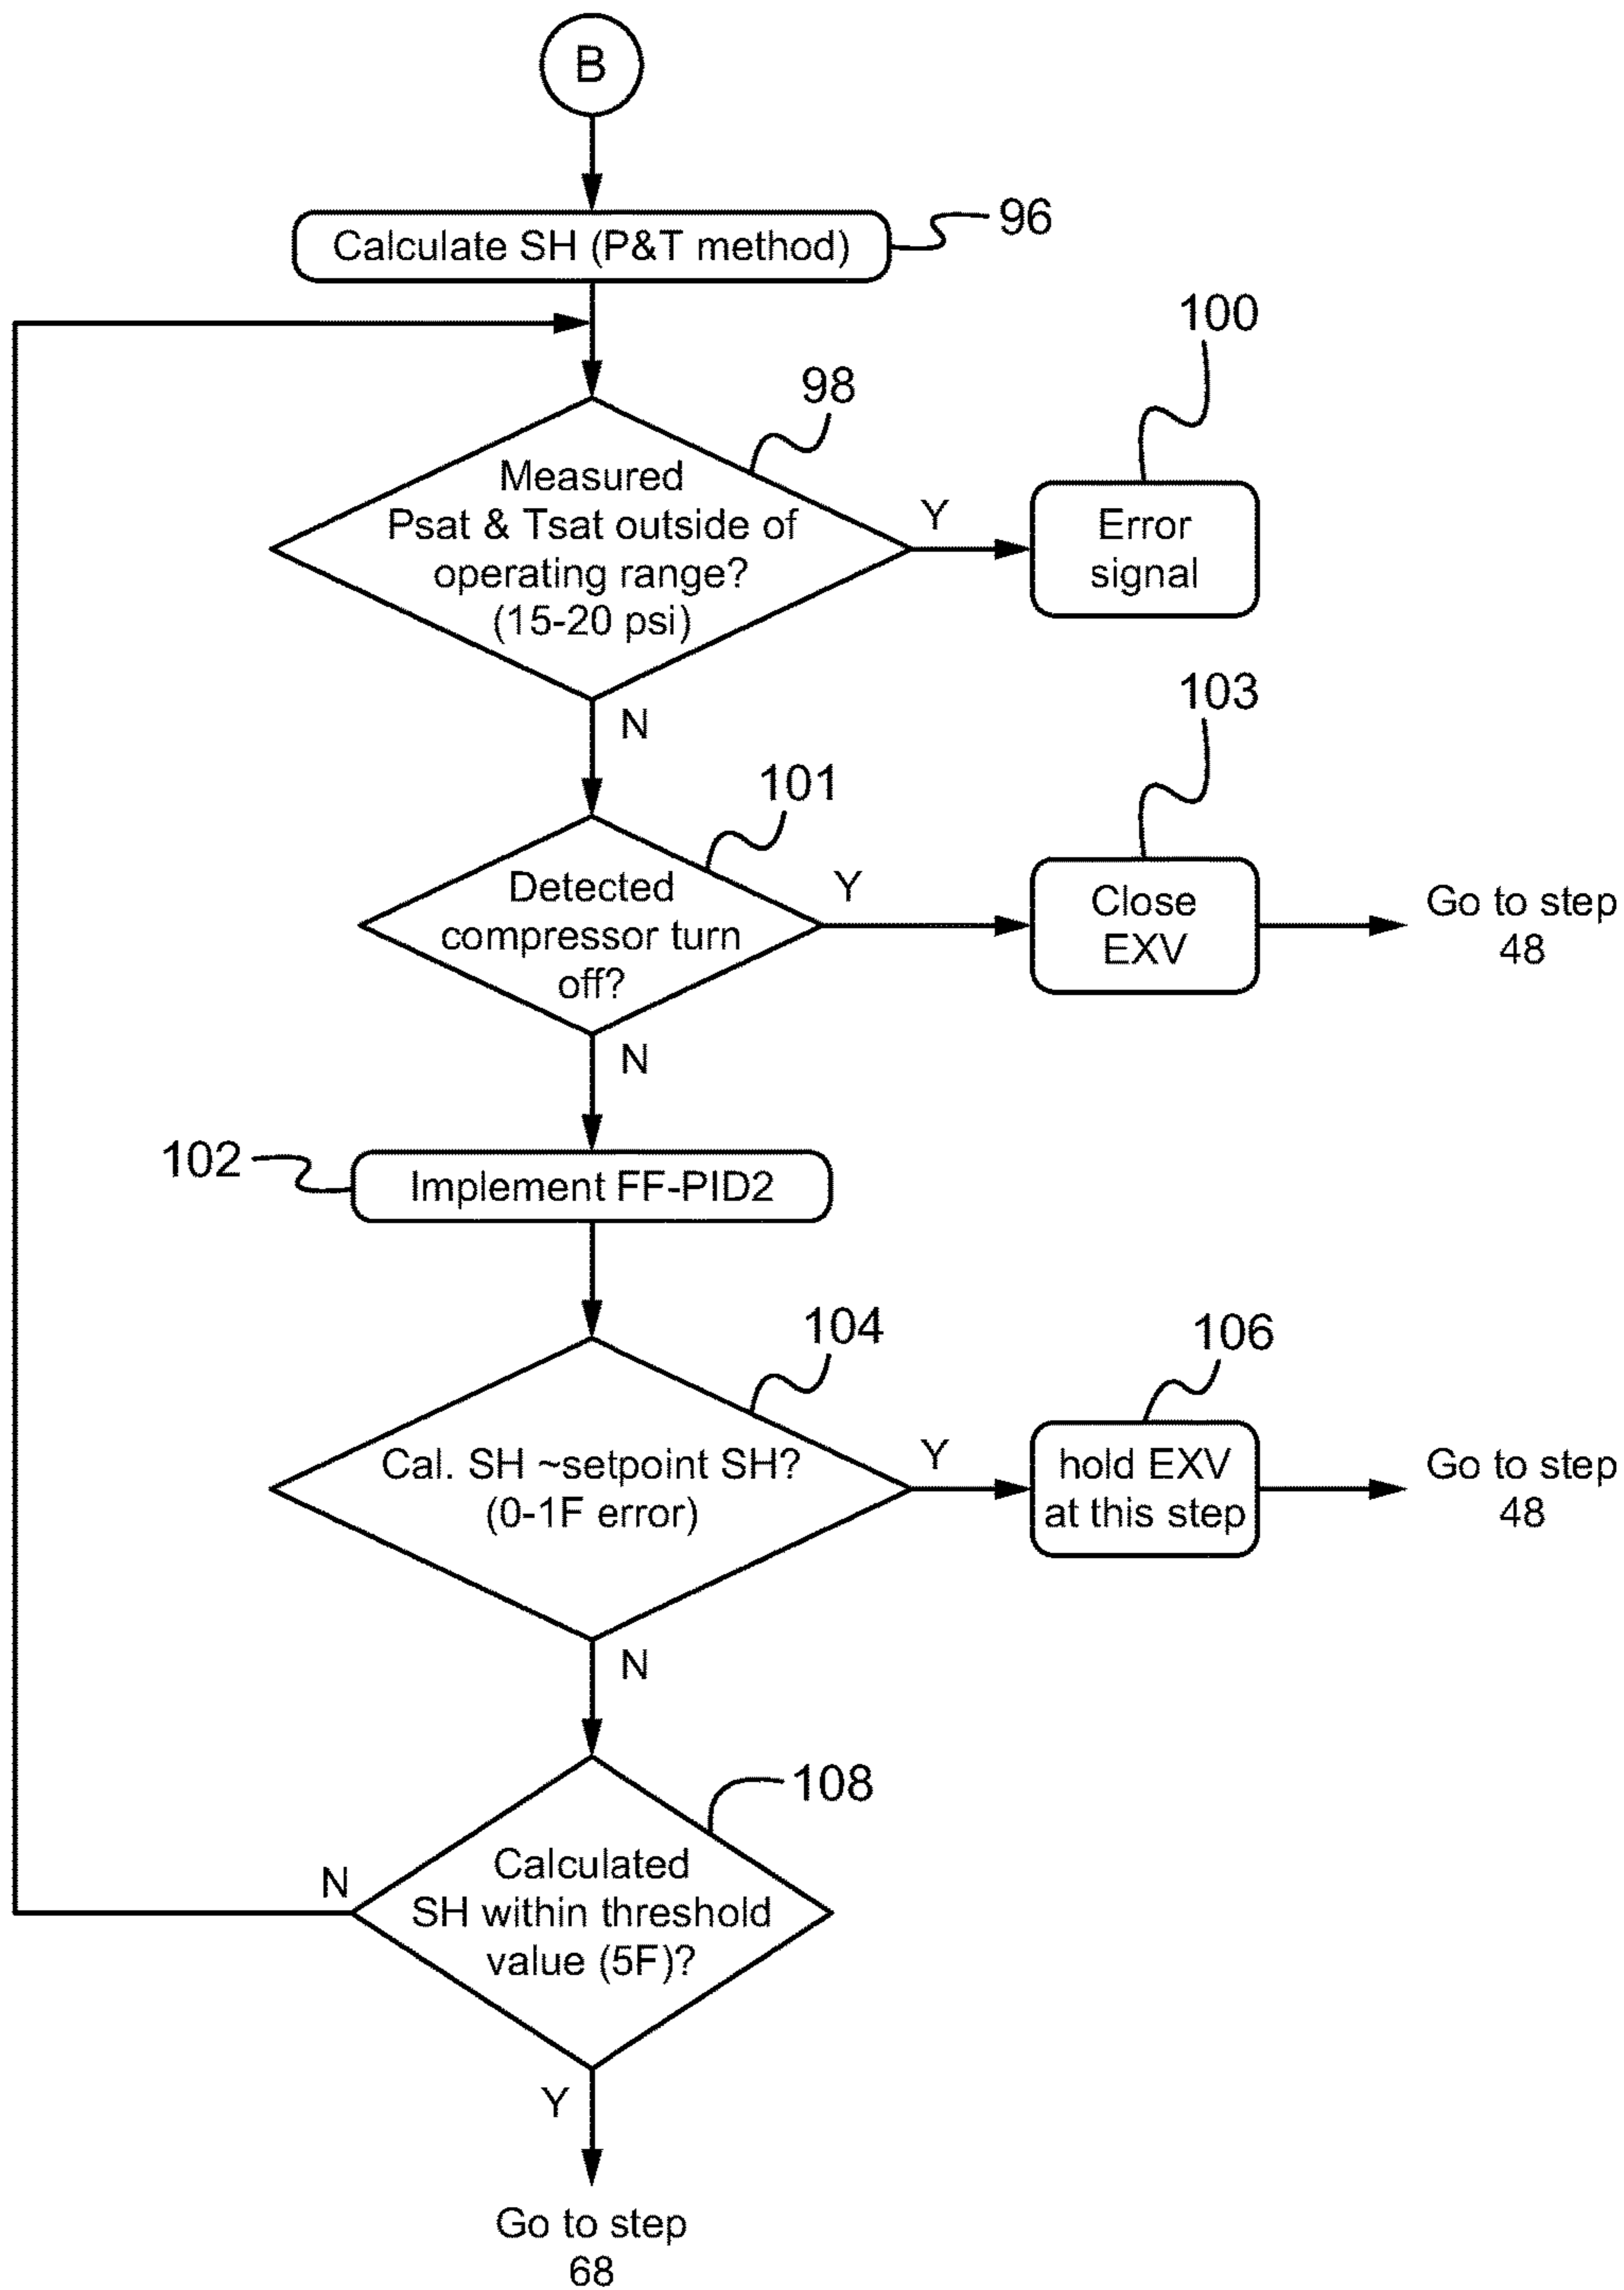 B
Calculate SH (P&T method)
96
98
100
Measured
Psat & Tsat outside of
operating range?
(15-20 psi)
Y
Error
signal
N
101
103
Detected
compressor turn
off?
Y
Close
EXV
Go to step
48
N
102
Implement FF-PID2
104
106
Cal. SH ~setpoint SH?
(0-1F error)
Y
hold EXV
at this step
Go to step
48
N
108
Calculated
SH within threshold
value (5F)?
N
Y
Go to step
68